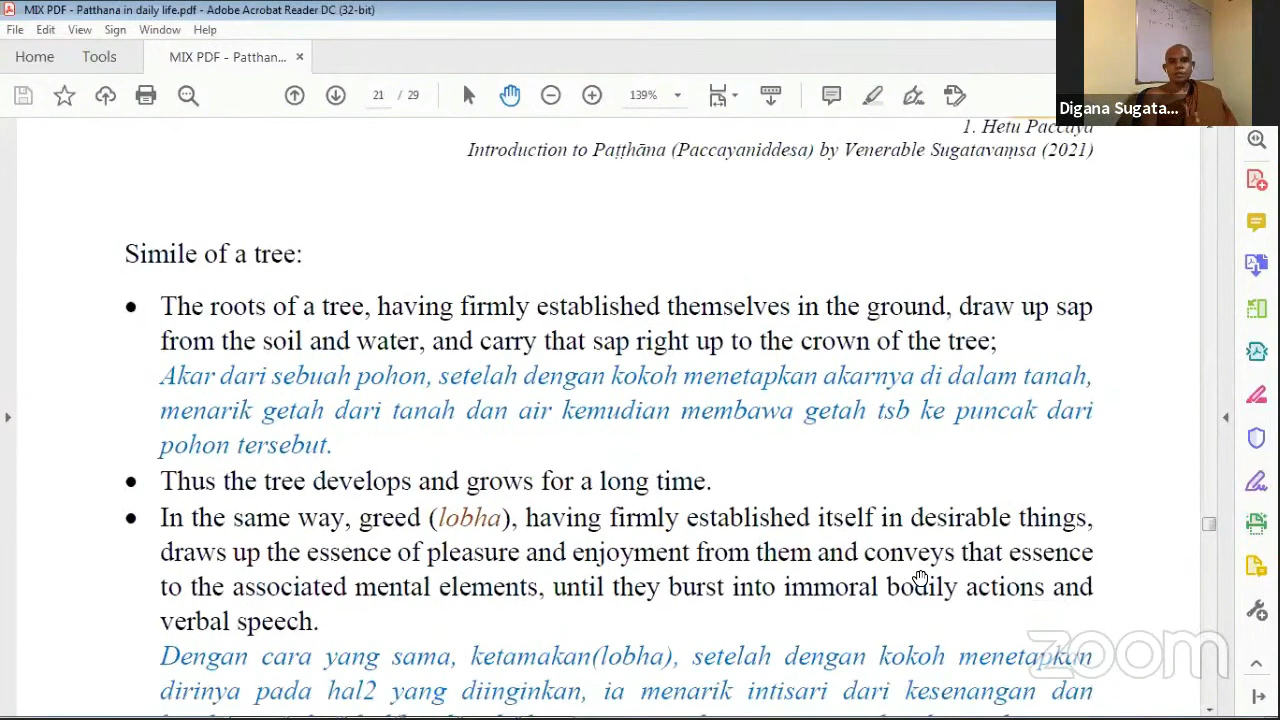 MIX PDF - Patthana in daily life.pdf - Adobe Acrobat Reader DC (32-bit)
File Edit View Sign Window Help
Home Tools MIX PDF - Patthan... ×
21 / 29 139%
Digana Sugata...
1. Hetu Paccaya
Introduction to Paṭṭhāna (Paccayaniddesa) by Venerable Sugatavaṃsa (2021)
Simile of a tree:
• The roots of a tree, having firmly established themselves in the ground, draw up sap
from the soil and water, and carry that sap right up to the crown of the tree;
Akar dari sebuah pohon, setelah dengan kokoh menetapkan akarnya di dalam tanah,
menarik getah dari tanah dan air kemudian membawa getah tsb ke puncak dari
pohon tersebut.
• Thus the tree develops and grows for a long time.
• In the same way, greed (lobha), having firmly established itself in desirable things,
draws up the essence of pleasure and enjoyment from them and conveys that essence
to the associated mental elements, until they burst into immoral bodily actions and
verbal speech.
Dengan cara yang sama, ketamakan(lobha), setelah dengan kokoh menetapkan
dirinya pada hal2 yang diinginkan, ia menarik intisari dari kesenangan dan
zoom